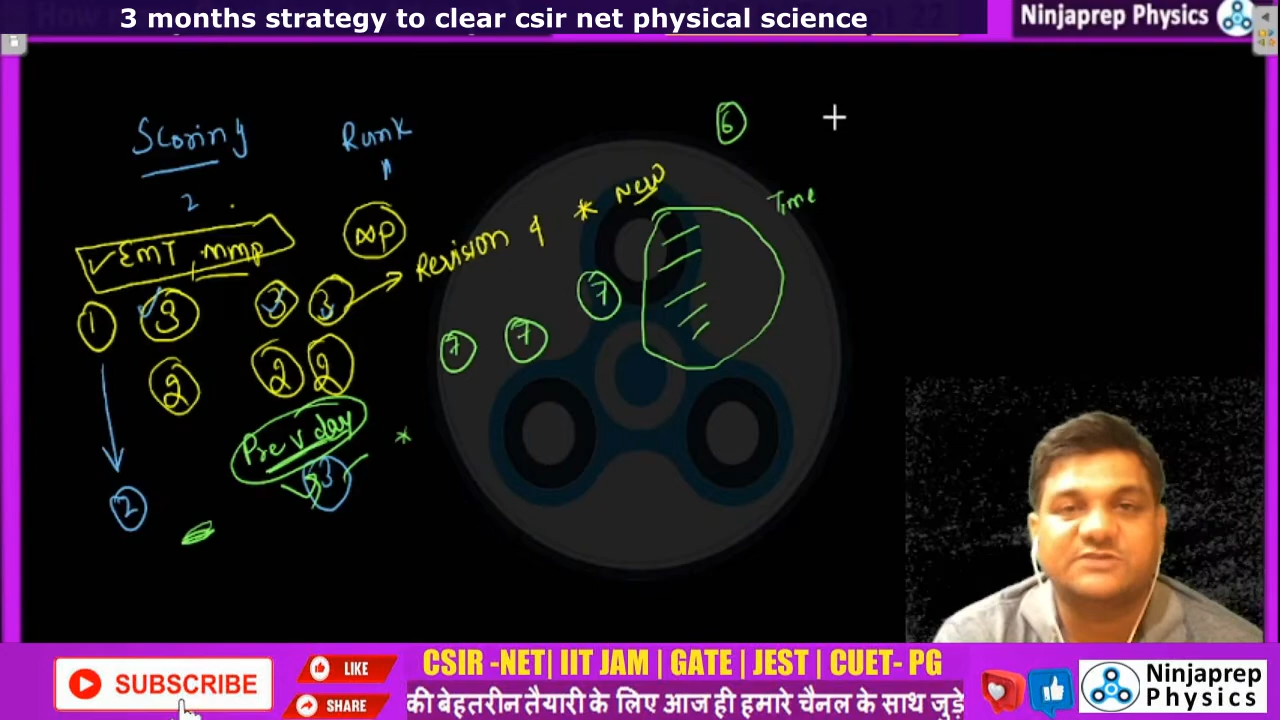 3 months strategy to clear csir net physical science
Ninjaprep Physics
Scoring
Rank
6
2
* New
Time
✓ EMT, mmp
Revision &
1
3
3
3
7
7
7
2
2
2
Prev day
*
3
2
SUBSCRIBE
LIKE
SHARE
CSIR -NET| IIT JAM | GATE | JEST | CUET- PG
की बेहतरीन तैयारी के लिए आज ही हमारे चैनल के साथ जुड़े
Ninjaprep
Physics